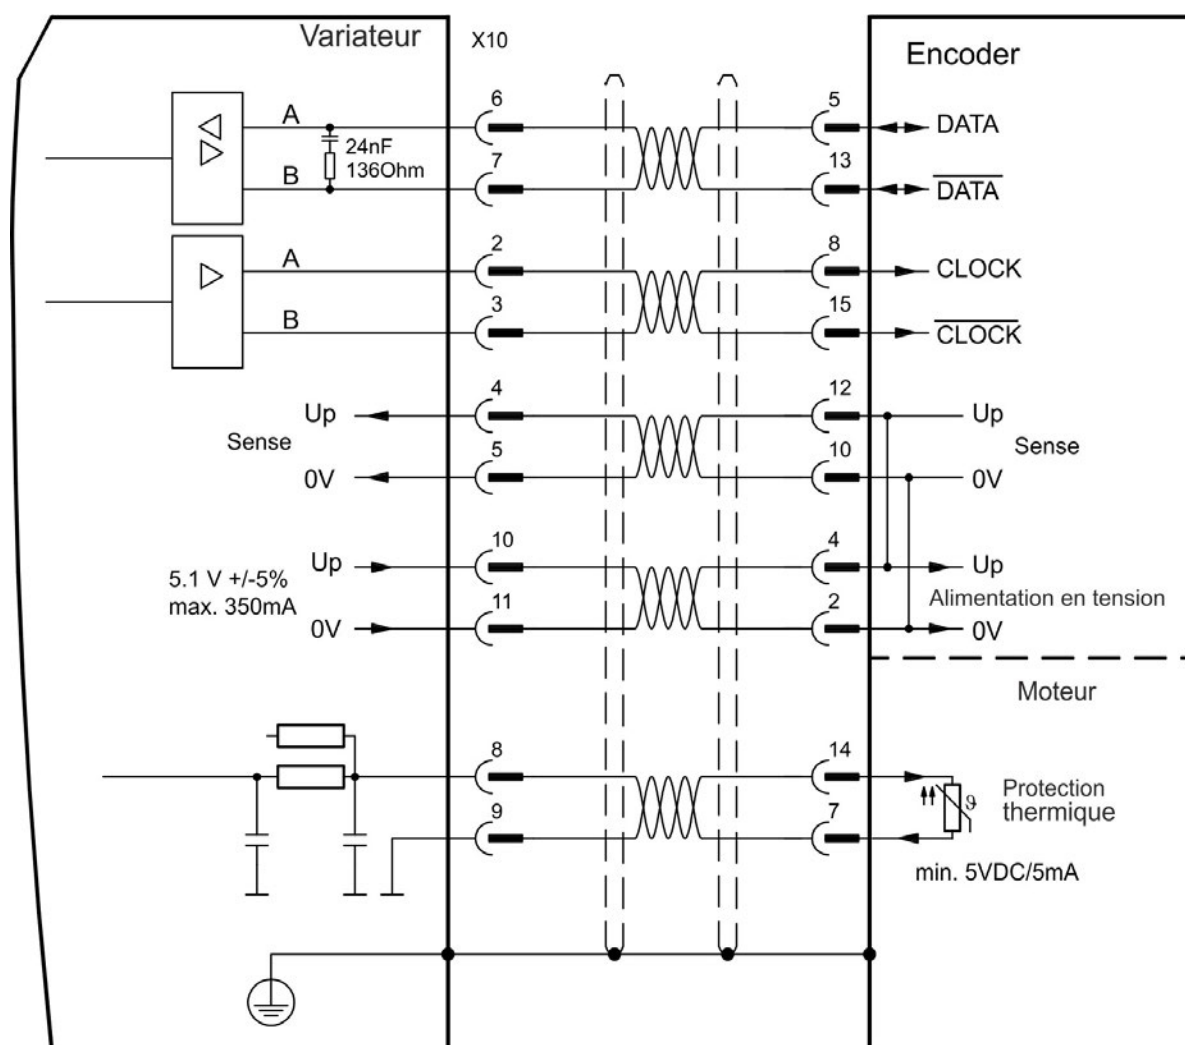 Variateur X10 Encoder
6 5
A DATA
24nF
136Ohm
7 13
B DATA
2 8
A CLOCK
3 15
B CLOCK
4 12
Up Up
Sense Sense
5 10
0V 0V
10 4
Up Up
5.1 V +/-5%
max. 350mA
Alimentation en tension
11 2
0V 0V
Moteur
8 14
Protection
thermique
ϑ
9 7
min. 5VDC/5mA